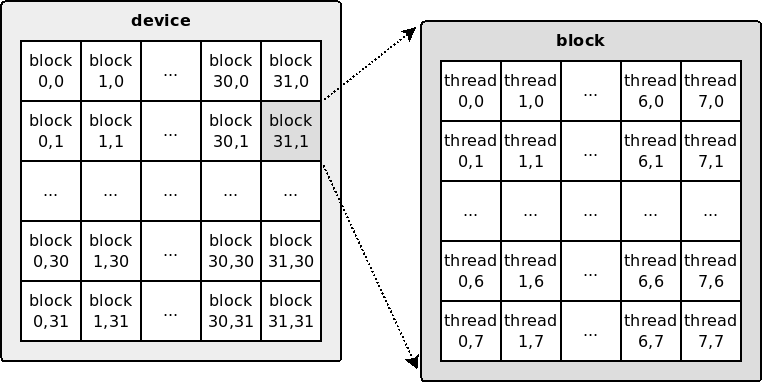 device
block block ... block block
0,0 1,0 30,0 31,0
block block ... block block
0,1 1,1 30,1 31,1
... ... ... ... ...
block block ... block block
0,30 1,30 30,30 31,30
block block ... block block
0,31 1,31 30,31 31,31
block
thread thread ... thread thread
0,0 1,0 6,0 7,0
thread thread ... thread thread
0,1 1,1 6,1 7,1
... ... ... ... ...
thread thread ... thread thread
0,6 1,6 6,6 7,6
thread thread ... thread thread
0,7 1,7 6,7 7,7